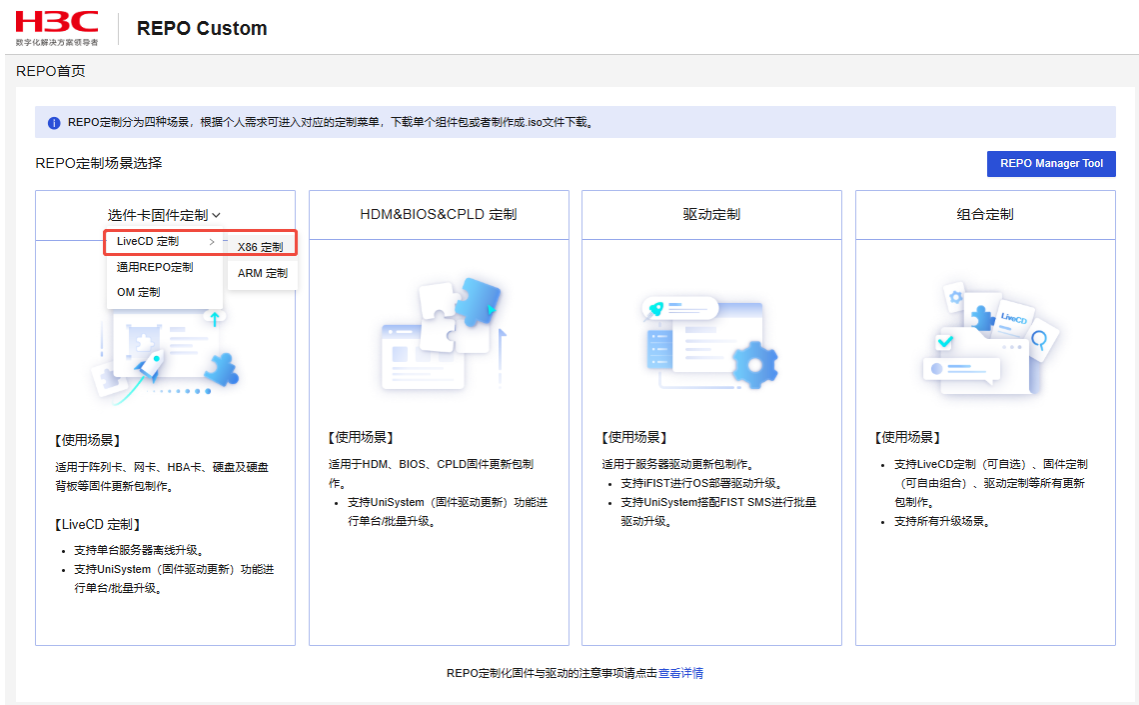 H3C
数字化解决方案领导者
REPO Custom
REPO首页
REPO定制分为四种场景，根据个人需求可进入对应的定制菜单，下载单个组件包或者制作成.iso文件下载。
REPO定制场景选择
REPO Manager Tool
选件卡固件定制
LiveCD 定制
X86 定制
通用REPO定制
ARM 定制
OM 定制
【使用场景】
适用于阵列卡、网卡、HBA卡、硬盘及硬盘
背板等固件更新包制作。
【LiveCD 定制】
• 支持单台服务器离线升级。
• 支持UniSystem（固件驱动更新）功能进
行单台/批量升级。
HDM&BIOS&CPLD 定制
【使用场景】
适用于HDM、BIOS、CPLD固件更新包制
作。
• 支持UniSystem（固件驱动更新）功能进
行单台/批量升级。
驱动定制
【使用场景】
适用于服务器驱动更新包制作。
• 支持iFIST进行OS部署驱动升级。
• 支持UniSystem搭配FIST SMS进行批量
驱动升级。
组合定制
LiveCD
【使用场景】
• 支持LiveCD定制（可自选）、固件定制
（可自由组合）、驱动定制等所有更新
包制作。
• 支持所有升级场景。
REPO定制化固件与驱动的注意事项请点击查看详情